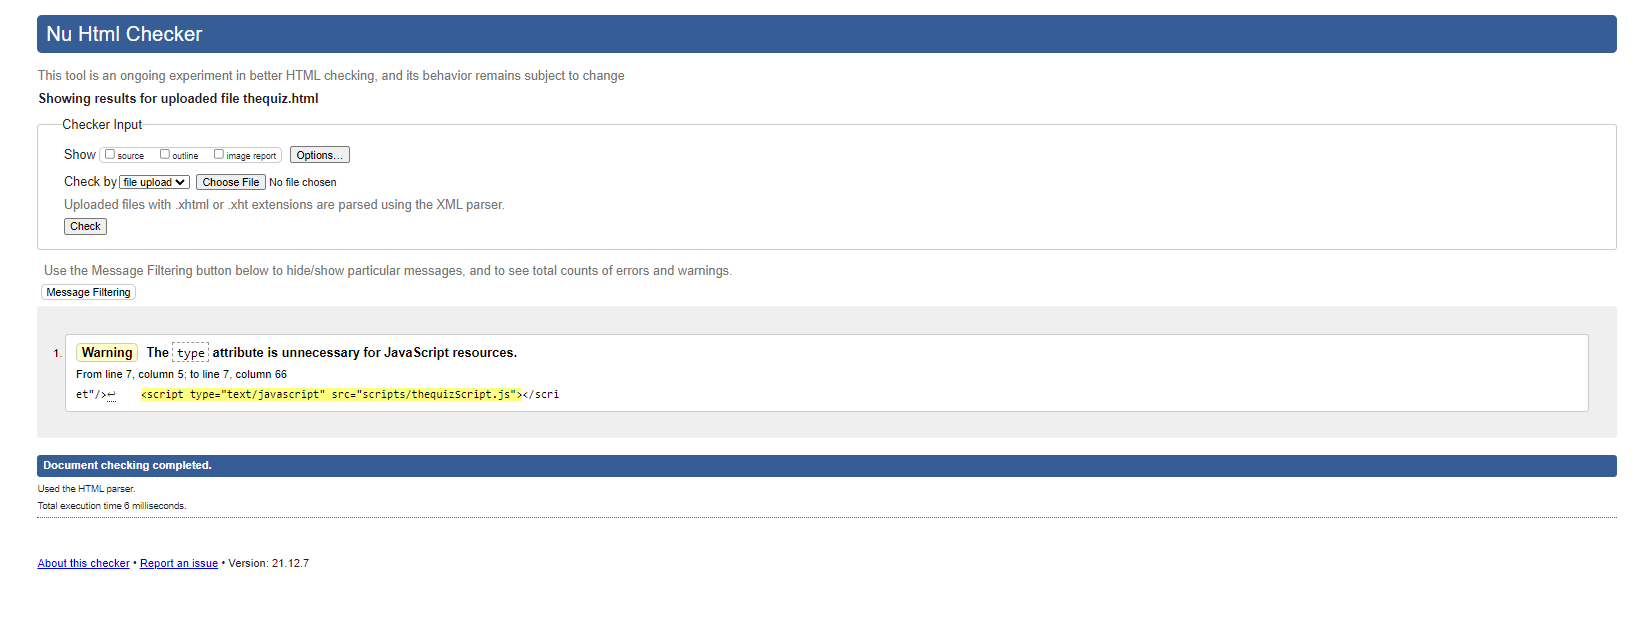 Nu Html Checker
This tool is an ongoing experiment in better HTML checking, and its behavior remains subject to change
Showing results for uploaded file thequiz.html
Checker Input
Show source outline image report Options...
Check by file upload Choose File No file chosen
Uploaded files with .xhtml or .xht extensions are parsed using the XML parser.
Check
Use the Message Filtering button below to hide/show particular messages, and to see total counts of errors and warnings.
Message Filtering
1. Warning The type attribute is unnecessary for JavaScript resources.
From line 7, column 5; to line 7, column 66
et"/>↩ <script type="text/javascript" src="scripts/thequizScript.js"></scri
Document checking completed.
Used the HTML parser.
Total execution time 6 milliseconds.
About this checker • Report an issue • Version: 21.12.7